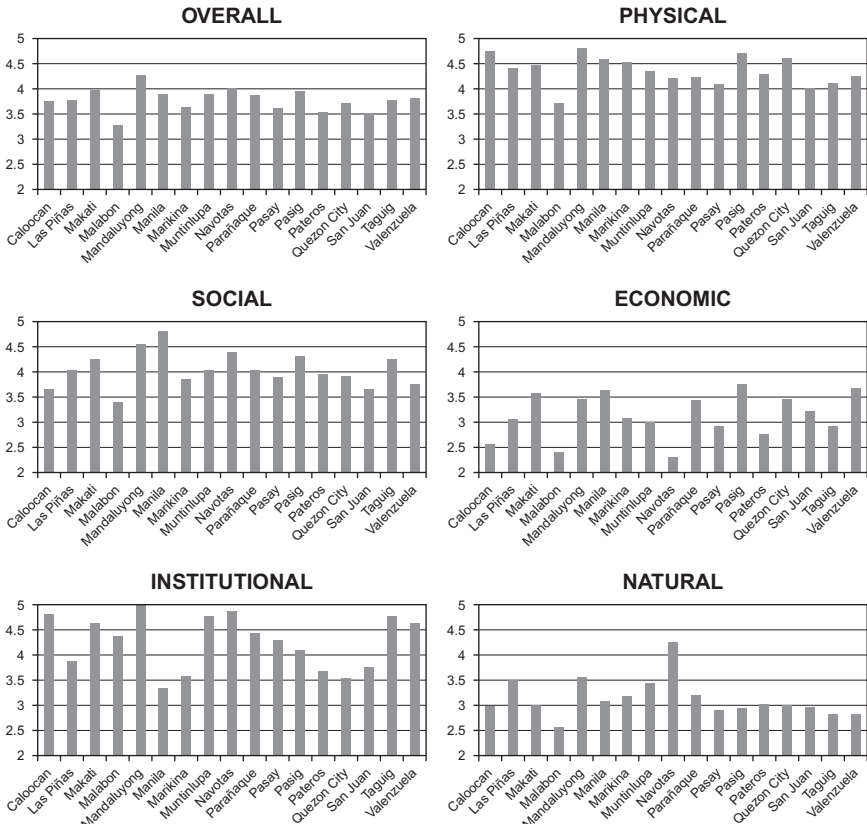 OVERALL
5
4.5
4
3.5
3
2.5
2
Caloocan
Las Piñas
Makati
Malabon
Mandaluyong
Manila
Marikina
Muntinlupa
Navotas
Parañaque
Pasay
Pasig
Pateros
Quezon City
San Juan
Taguig
Valenzuela
PHYSICAL
5
4.5
4
3.5
3
2.5
2
Caloocan
Las Piñas
Makati
Malabon
Mandaluyong
Manila
Marikina
Muntinlupa
Navotas
Parañaque
Pasay
Pasig
Pateros
Quezon City
San Juan
Taguig
Valenzuela
SOCIAL
5
4.5
4
3.5
3
2.5
2
Caloocan
Las Piñas
Makati
Malabon
Mandaluyong
Manila
Marikina
Muntinlupa
Navotas
Parañaque
Pasay
Pasig
Pateros
Quezon City
San Juan
Taguig
Valenzuela
ECONOMIC
5
4.5
4
3.5
3
2.5
2
Caloocan
Las Piñas
Makati
Malabon
Mandaluyong
Manila
Marikina
Muntinlupa
Navotas
Parañaque
Pasay
Pasig
Pateros
Quezon City
San Juan
Taguig
Valenzuela
INSTITUTIONAL
5
4.5
4
3.5
3
2.5
2
Caloocan
Las Piñas
Makati
Malabon
Mandaluyong
Manila
Marikina
Muntinlupa
Navotas
Parañaque
Pasay
Pasig
Pateros
Quezon City
San Juan
Taguig
Valenzuela
NATURAL
5
4.5
4
3.5
3
2.5
2
Caloocan
Las Piñas
Makati
Malabon
Mandaluyong
Manila
Marikina
Muntinlupa
Navotas
Parañaque
Pasay
Pasig
Pateros
Quezon City
San Juan
Taguig
Valenzuela